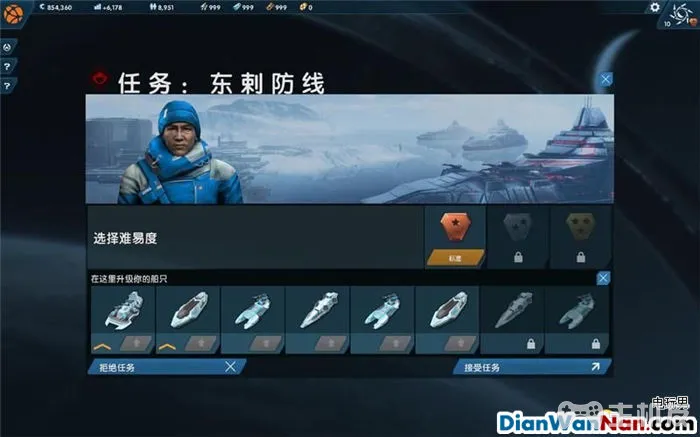 854,360 +6,178 8,951 999 999 999 0
10
任务：东刺防线
选择难易度
标准
在这里升级你的船只
拒绝任务
接受任务
电玩男
DianWanNan.com